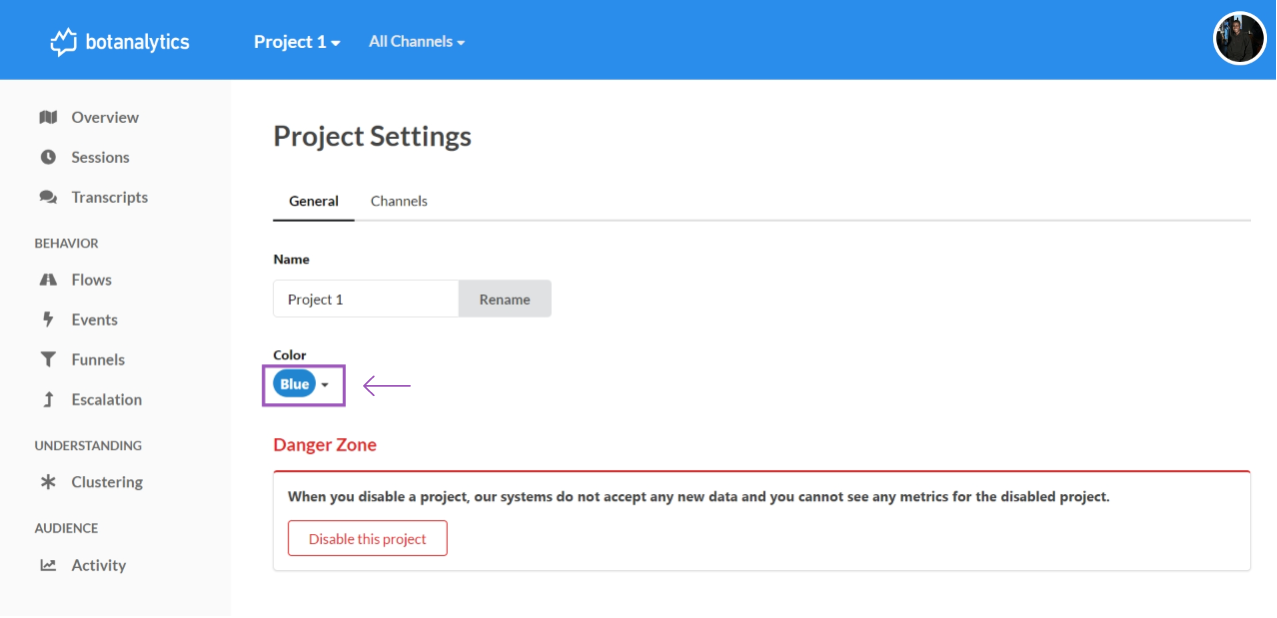 botanalytics
Project 1
All Channels
Overview
Sessions
Transcripts
BEHAVIOR
Flows
Events
Funnels
Escalation
UNDERSTANDING
Clustering
AUDIENCE
Activity
Project Settings
General Channels
Name
Project 1 Rename
Color
Blue
Danger Zone
When you disable a project, our systems do not accept any new data and you cannot see any metrics for the disabled project.
Disable this project